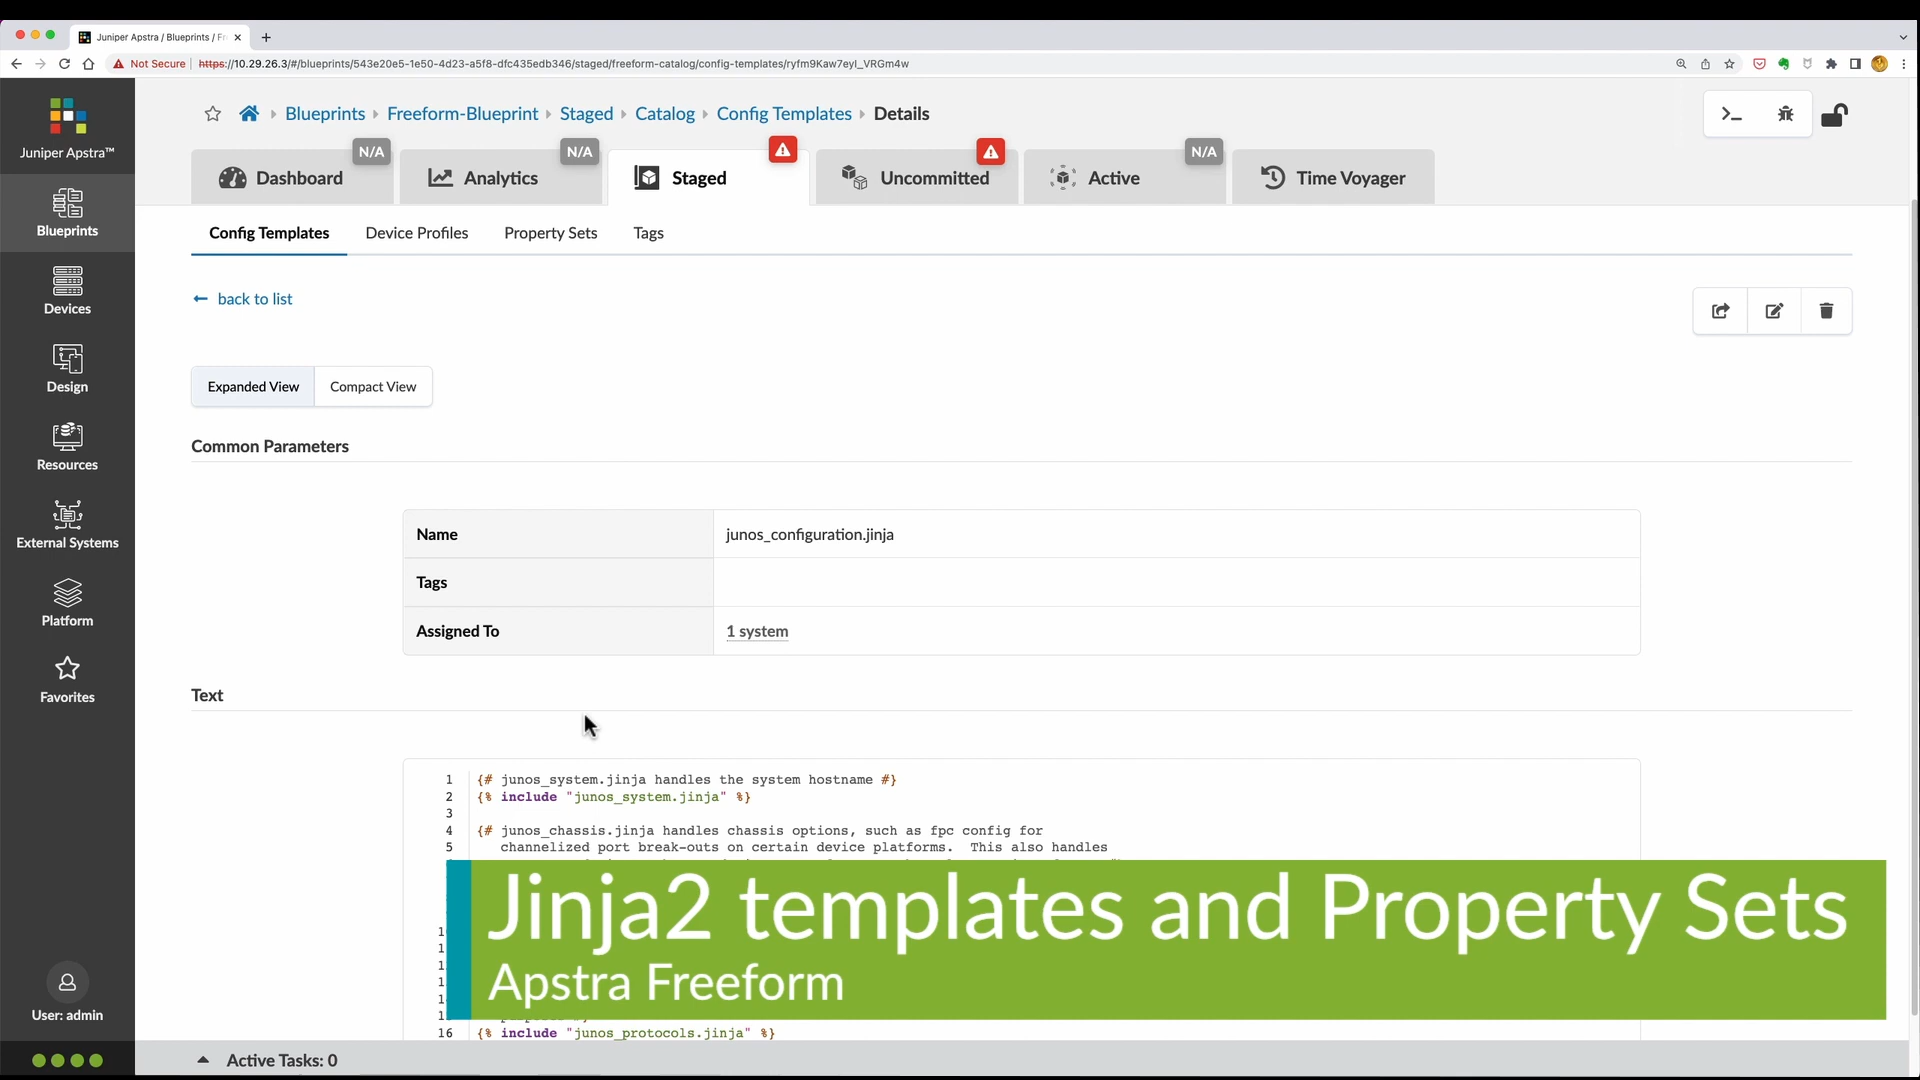 Juniper Apstra / Blueprints / Fr
Not Secure
https://10.29.26.3/#/blueprints/543e20e5-1e50-4d23-a5f8-dfc435edb346/staged/freeform-catalog/config-templates/ryfm9Kaw7eyl_VRGm4w
Juniper Apstra™
Blueprints
Devices
Design
Resources
External Systems
Platform
Favorites
User: admin
Blueprints Freeform-Blueprint Staged Catalog Config Templates Details
N/A N/A N/A
Dashboard Analytics Staged Uncommitted Active Time Voyager
Config Templates Device Profiles Property Sets Tags
back to list
Expanded View Compact View
Common Parameters
Name junos_configuration.jinja
Tags
Assigned To 1 system
Text
1 {# junos_system.jinja handles the system hostname #}
2 {% include "junos_system.jinja" %}
3
4 {# junos_chassis.jinja handles chassis options, such as fpc config for
5 channelized port break-outs on certain device platforms. This also handles
Jinja2 templates and Property Sets
Apstra Freeform
16 {% include "junos_protocols.jinja" %}
Active Tasks: 0